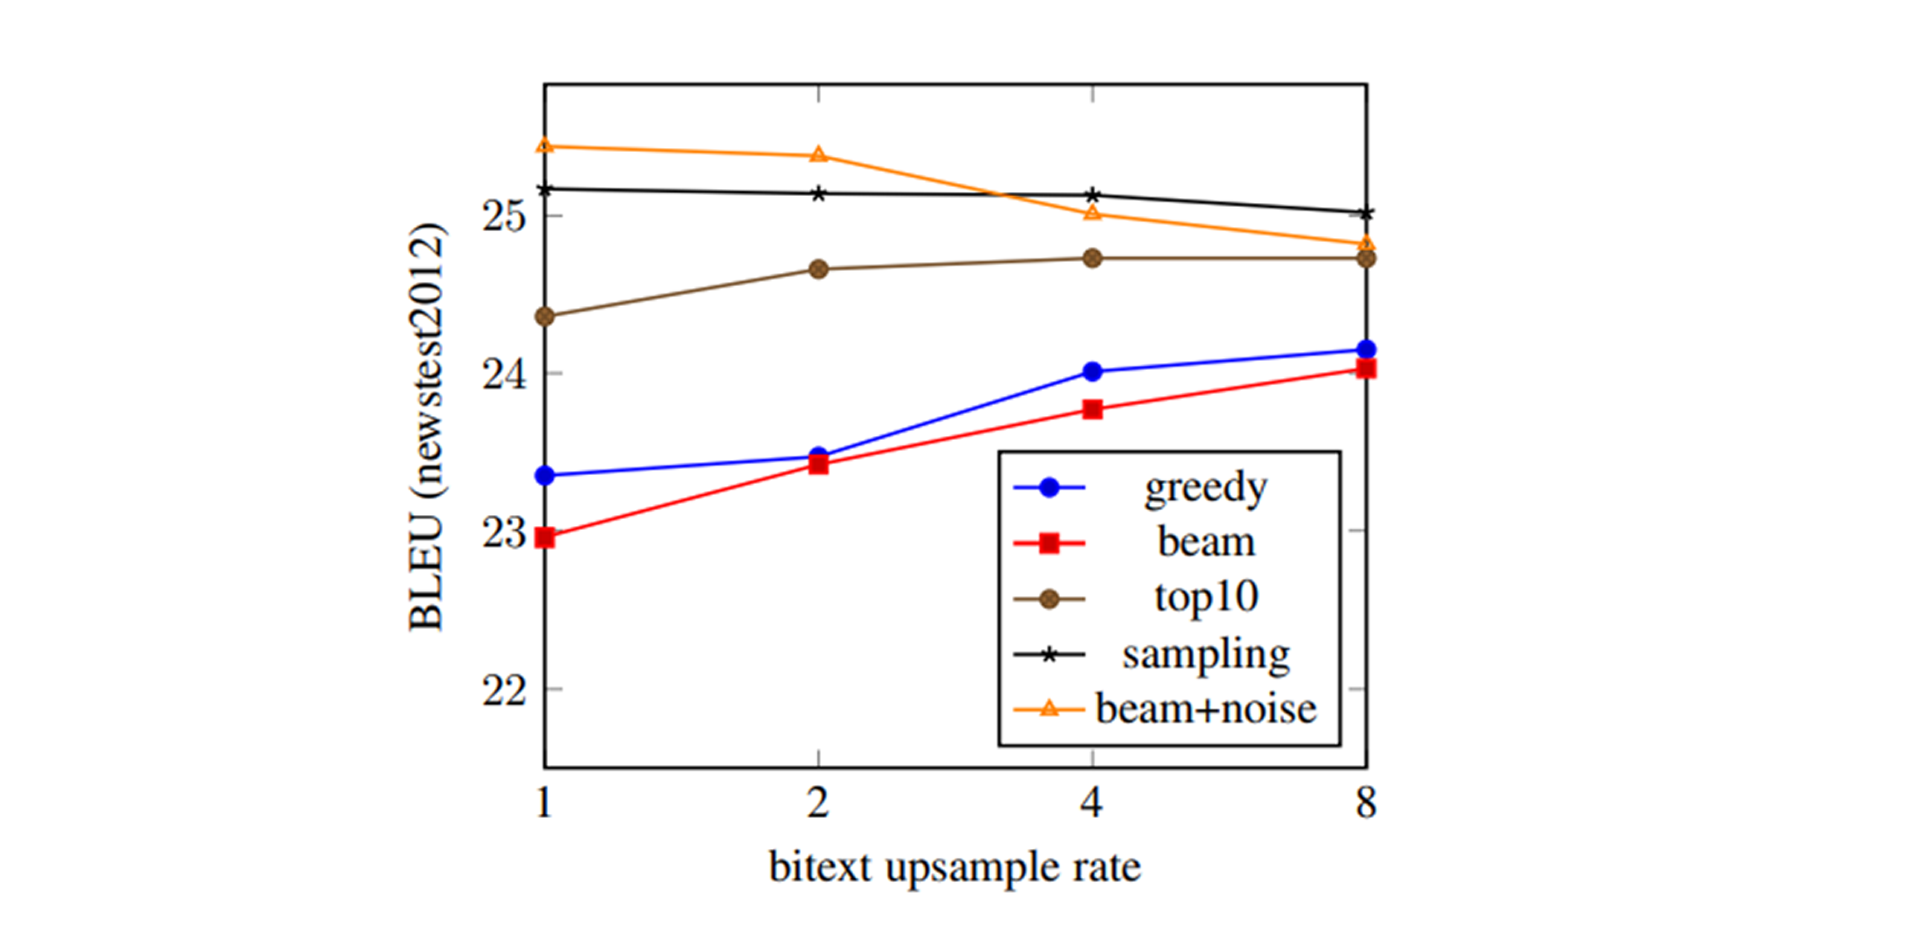 BLEU (newstest2012)
25
24
23
22
greedy
beam
top10
sampling
beam+noise
1 2 4 8
bitext upsample rate